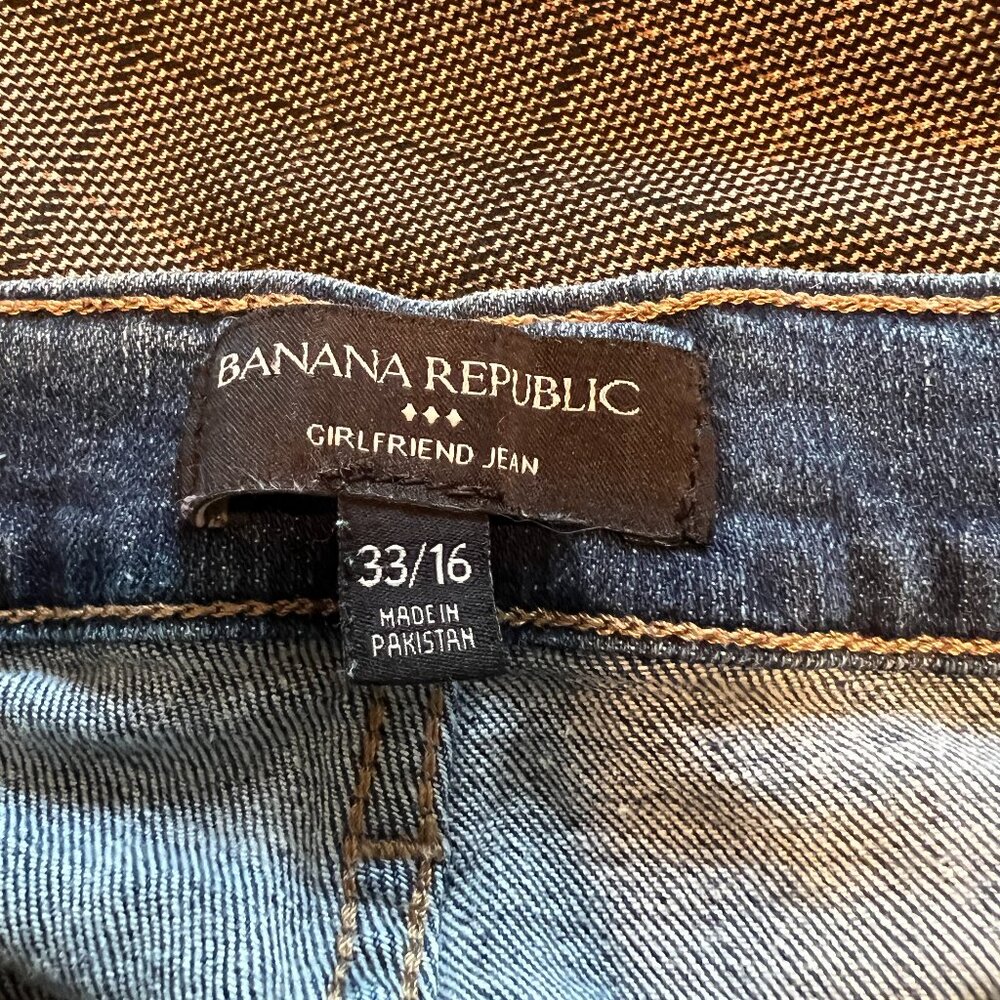 BANANA REPUBLIC
GIRLFRIEND JEAN
33/16
MADE IN
PAKISTAN